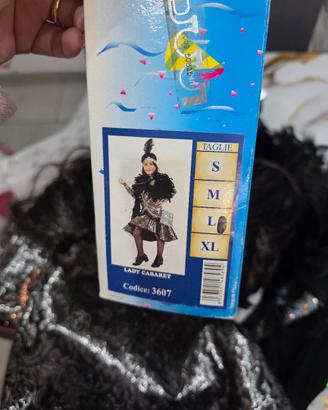 TAGLIE
S
M
L
XL
LADY CABARET
Codice: 3607